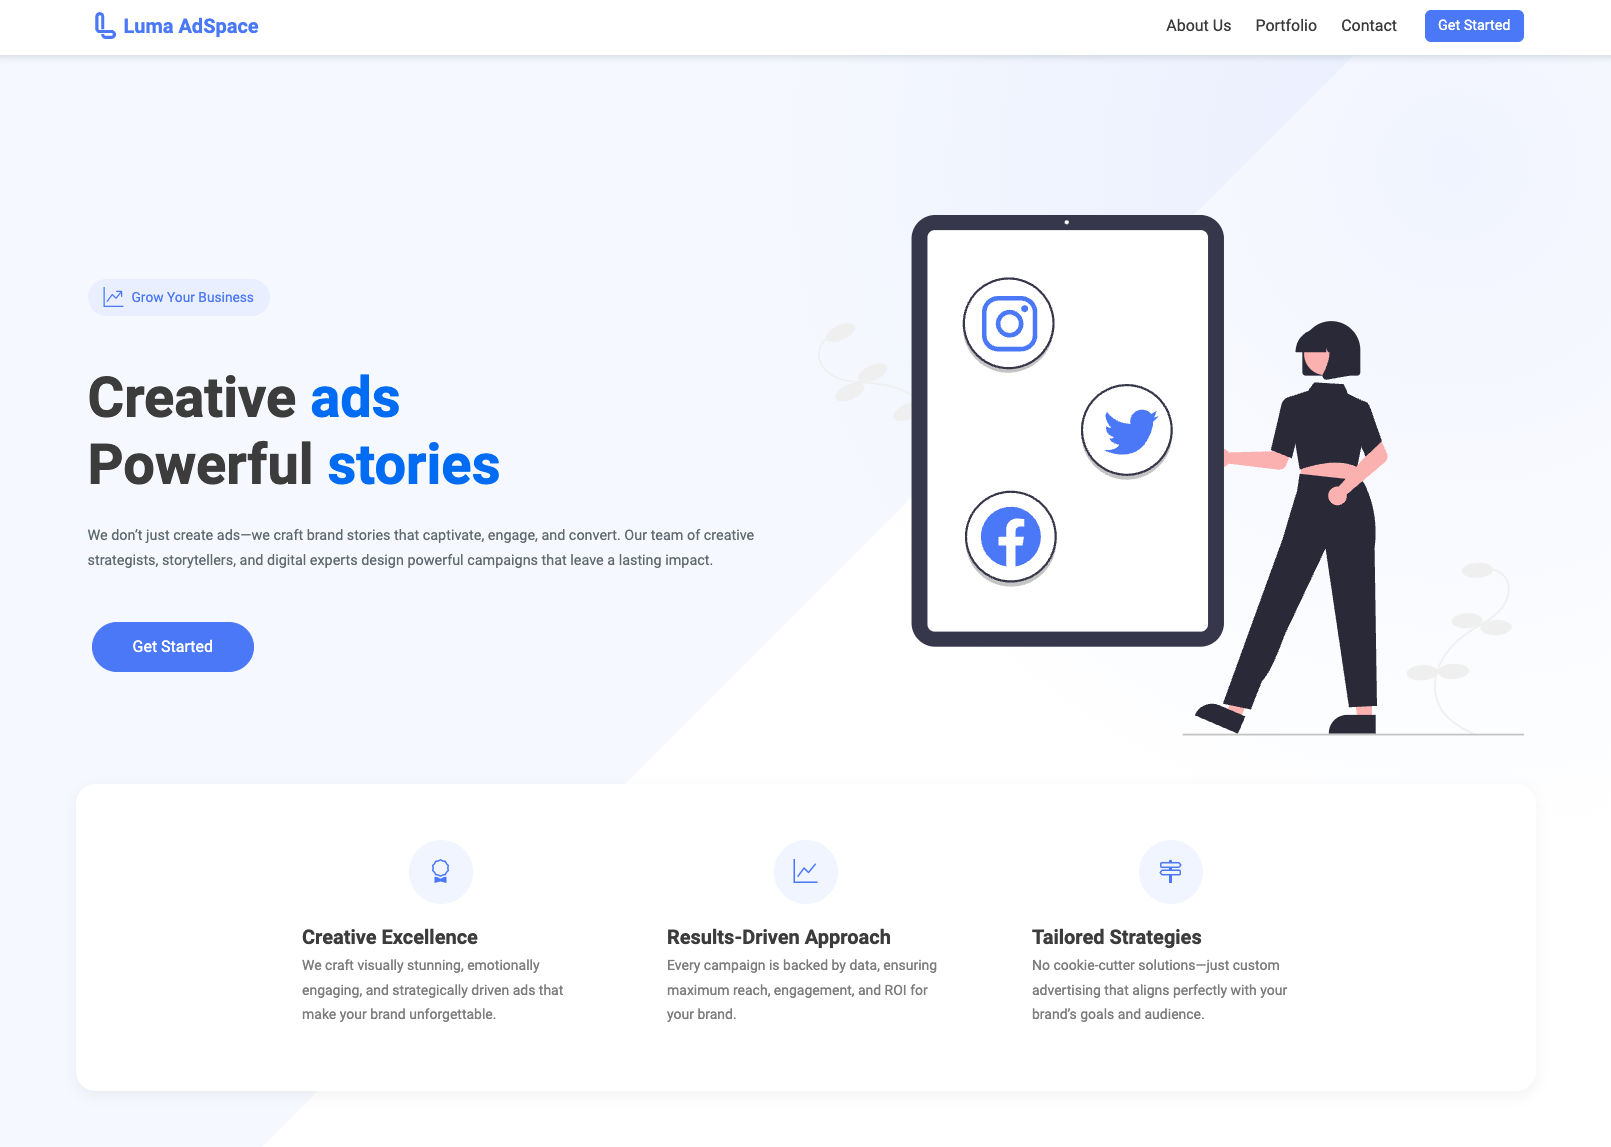 Luma AdSpace
About Us
Portfolio
Contact
Get Started
Grow Your Business
Creative ads
Powerful stories
We don’t just create ads—we craft brand stories that captivate, engage, and convert. Our team of creative
strategists, storytellers, and digital experts design powerful campaigns that leave a lasting impact.
Get Started
Creative Excellence
We craft visually stunning, emotionally
engaging, and strategically driven ads that
make your brand unforgettable.
Results-Driven Approach
Every campaign is backed by data, ensuring
maximum reach, engagement, and ROI for
your brand.
Tailored Strategies
No cookie-cutter solutions—just custom
advertising that aligns perfectly with your
brand’s goals and audience.